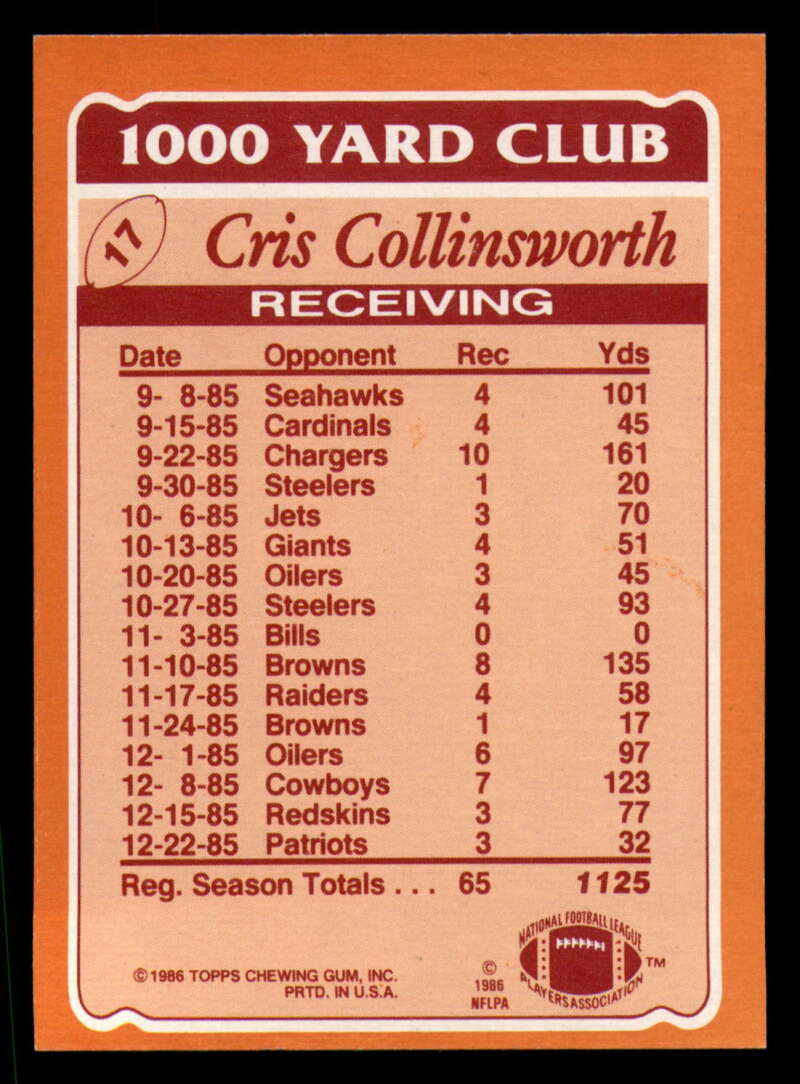 1000 YARD CLUB
17 Cris Collinsworth
RECEIVING
Date Opponent Rec Yds
9- 8-85 Seahawks 4 101
9-15-85 Cardinals 4 45
9-22-85 Chargers 10 161
9-30-85 Steelers 1 20
10- 6-85 Jets 3 70
10-13-85 Giants 4 51
10-20-85 Oilers 3 45
10-27-85 Steelers 4 93
11- 3-85 Bills 0 0
11-10-85 Browns 8 135
11-17-85 Raiders 4 58
11-24-85 Browns 1 17
12- 1-85 Oilers 6 97
12- 8-85 Cowboys 7 123
12-15-85 Redskins 3 77
12-22-85 Patriots 3 32
Reg. Season Totals . . . 65 1125
© 1986 TOPPS CHEWING GUM, INC.
PRTD. IN U.S.A.
©
1986
NFLPA
NATIONAL FOOTBALL LEAGUE
PLAYERS ASSOCIATION
TM